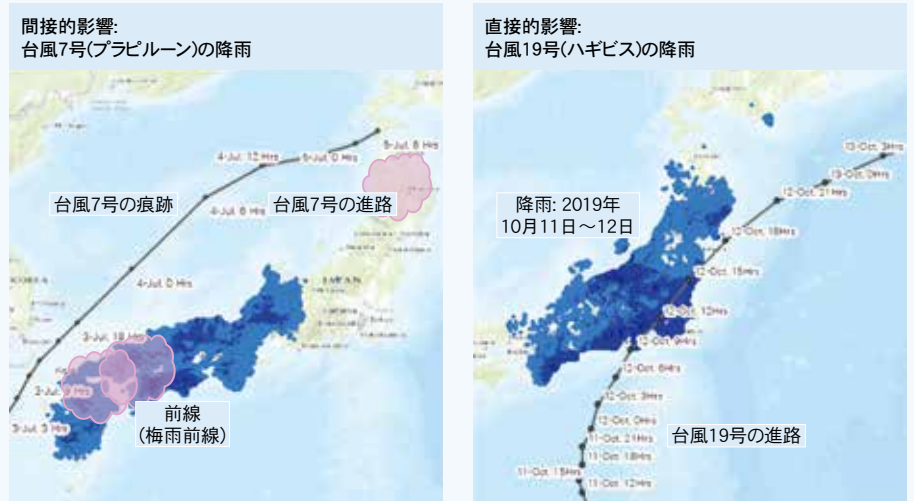 間接的影響:
台風7号(プラピルーン)の降雨
5-Jul, 6 Hrs
4-Jul, 12 Hrs
5-Jul, 0 Hrs
台風7号の痕跡
4-Jul, 6 Hrs
台風7号の進路
4-Jul, 0 Hrs
JAPAN
3-Jul, 18 Hrs
3-Jul, 3 Hrs
前線
(梅雨前線)
直接的影響:
台風19号(ハギビス)の降雨
13-Oct, 3Hrs
13-Oct, 0Hrs
12-Oct, 21Hrs
降雨: 2019年
10月11日～12日
12-Oct, 18Hrs
12-Oct, 15Hrs
12-Oct, 12Hrs
12-Oct, 9Hrs
12-Oct, 6Hrs
12-Oct, 3Hrs
12-Oct, 0Hrs
11-Oct, 21Hrs
台風19号の進路
11-Oct, 18Hrs
11-Oct, 15Hrs
11-Oct, 12Hrs